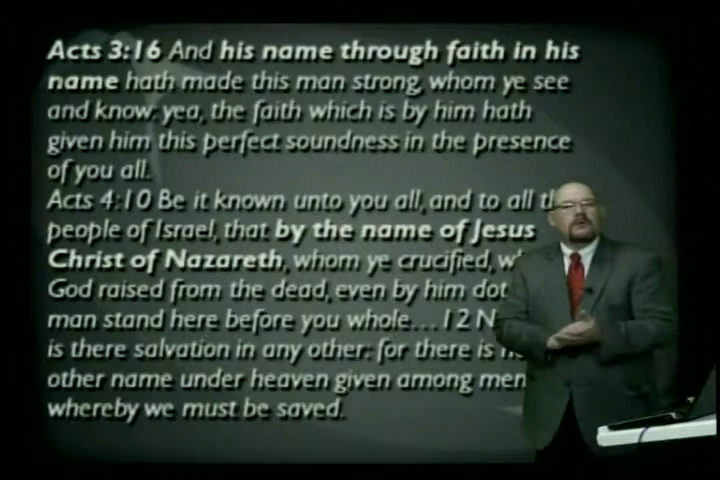 Acts 3:16 And his name through faith in his
name hath made this man strong, whom ye see
and know: yea, the faith which is by him hath
given him this perfect soundness in the presence
of you all.
Acts 4:10 Be it known unto you all, and to all
people of Israel, that by the name of Jesus
Christ of Nazareth, whom ye crucified,
God raised from the dead, even by him dot
man stand here before you whole...12
is there salvation in any other: for there is
other name under heaven given among men
whereby we must be saved.